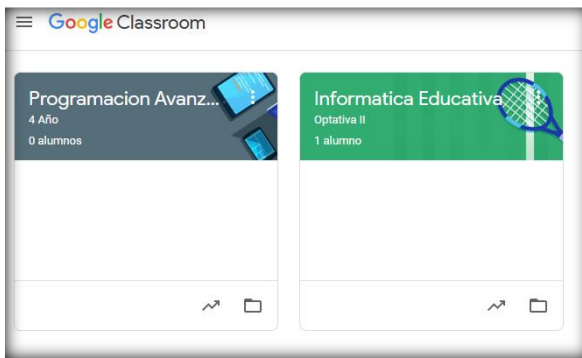 Google Classroom
Programacion Avanz...
4 Año
0 alumnos
Informatica Educativa
Optativa II
1 alumno